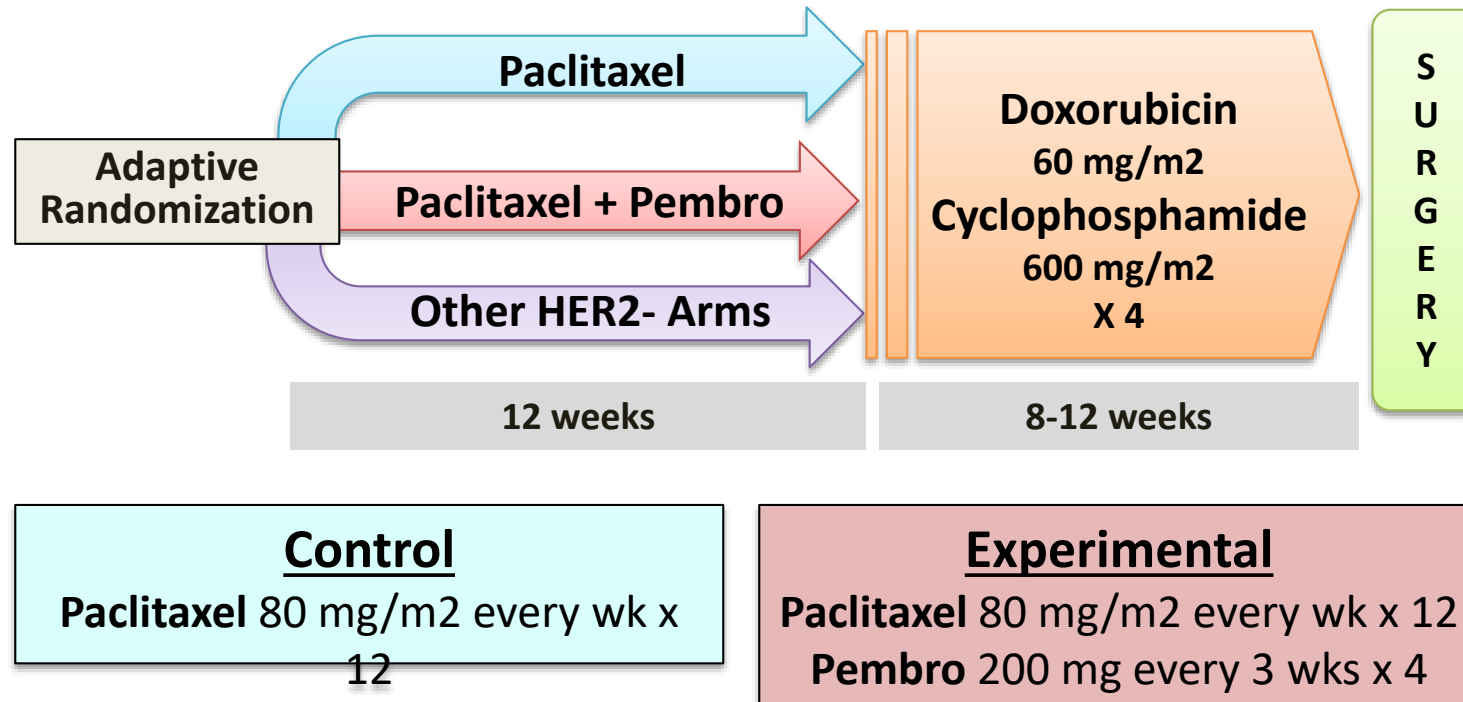 Paclitaxel
Adaptive
Randomization
Paclitaxel + Pembro
Other HER2- Arms
Doxorubicin
60 mg/m2
Cyclophosphamide
600 mg/m2
X 4
S
U
R
G
E
R
Y
12 weeks
8-12 weeks
Control
Paclitaxel 80 mg/m2 every wk x
12
Experimental
Paclitaxel 80 mg/m2 every wk x 12
Pembro 200 mg every 3 wks x 4